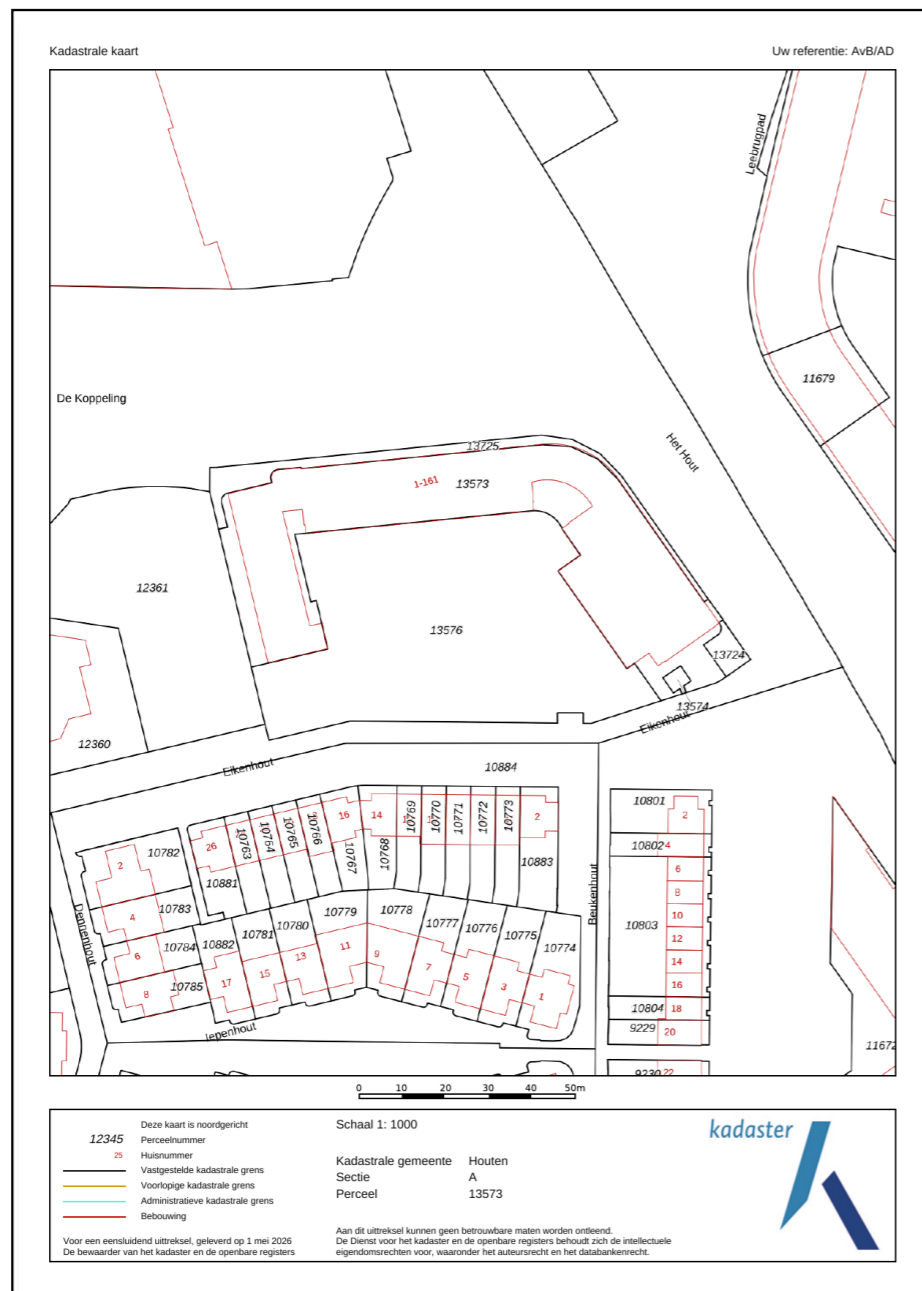 Kadastrale kaart
Uw referentie: AvB/AD
Leebrugpad
11679
De Koppeling
Het Hout
13725
1-161
13573
12361
13576
13724
13574
Eikenhout
12360
Eikenhout
10884
10801
2
10802
4
6
8
10803
10
12
14
16
10804
18
9229
20
9230
22
11672
26
10763
10764
10765
10766
16
10767
14
10768
10769
10770
10771
10772
10773
2
10883
10881
2
10782
4
10783
6
10784
8
10785
Dennenhout
10882
17
10781
15
10780
13
10779
11
10778
9
10777
7
10776
5
10775
3
10774
1
Beukenhout
Iepenhout
0 10 20 30 40 50m
Deze kaart is noordgericht
12345 Perceelnummer
25 Huisnummer
Vastgestelde kadastrale grens
Voorlopige kadastrale grens
Administratieve kadastrale grens
Bebouwing
Voor een eensluidend uittreksel, geleverd op 1 mei 2026
De bewaarder van het kadaster en de openbare registers
Schaal 1: 1000
Kadastrale gemeente Houten
Sectie A
Perceel 13573
Aan dit uittreksel kunnen geen betrouwbare maten worden ontleend.
De Dienst voor het kadaster en de openbare registers behoudt zich de intellectuele
eigendomsrechten voor, waaronder het auteursrecht en het databankenrecht.
kadaster